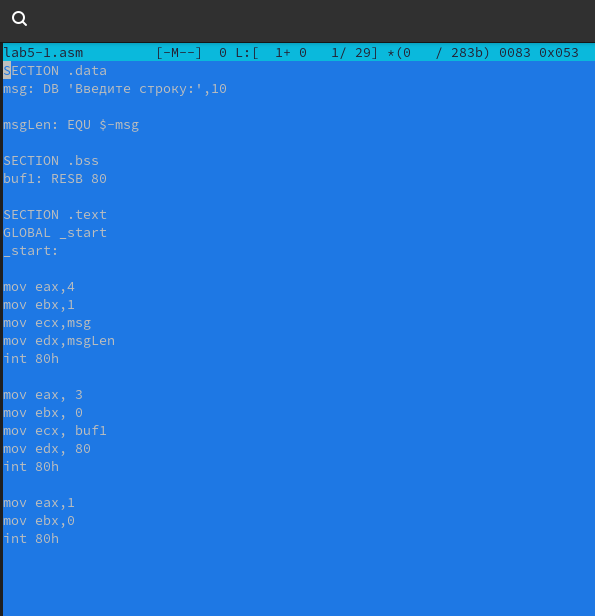 lab5-1.asm [-M--] 0 L:[ 1+ 0 1/ 29] *(0 / 283b) 0083 0x053
SECTION .data
msg: DB 'Введите строку:',10
msgLen: EQU $-msg
SECTION .bss
buf1: RESB 80
SECTION .text
GLOBAL _start
_start:
mov eax,4
mov ebx,1
mov ecx,msg
mov edx,msgLen
int 80h
mov eax, 3
mov ebx, 0
mov ecx, buf1
mov edx, 80
int 80h
mov eax,1
mov ebx,0
int 80h